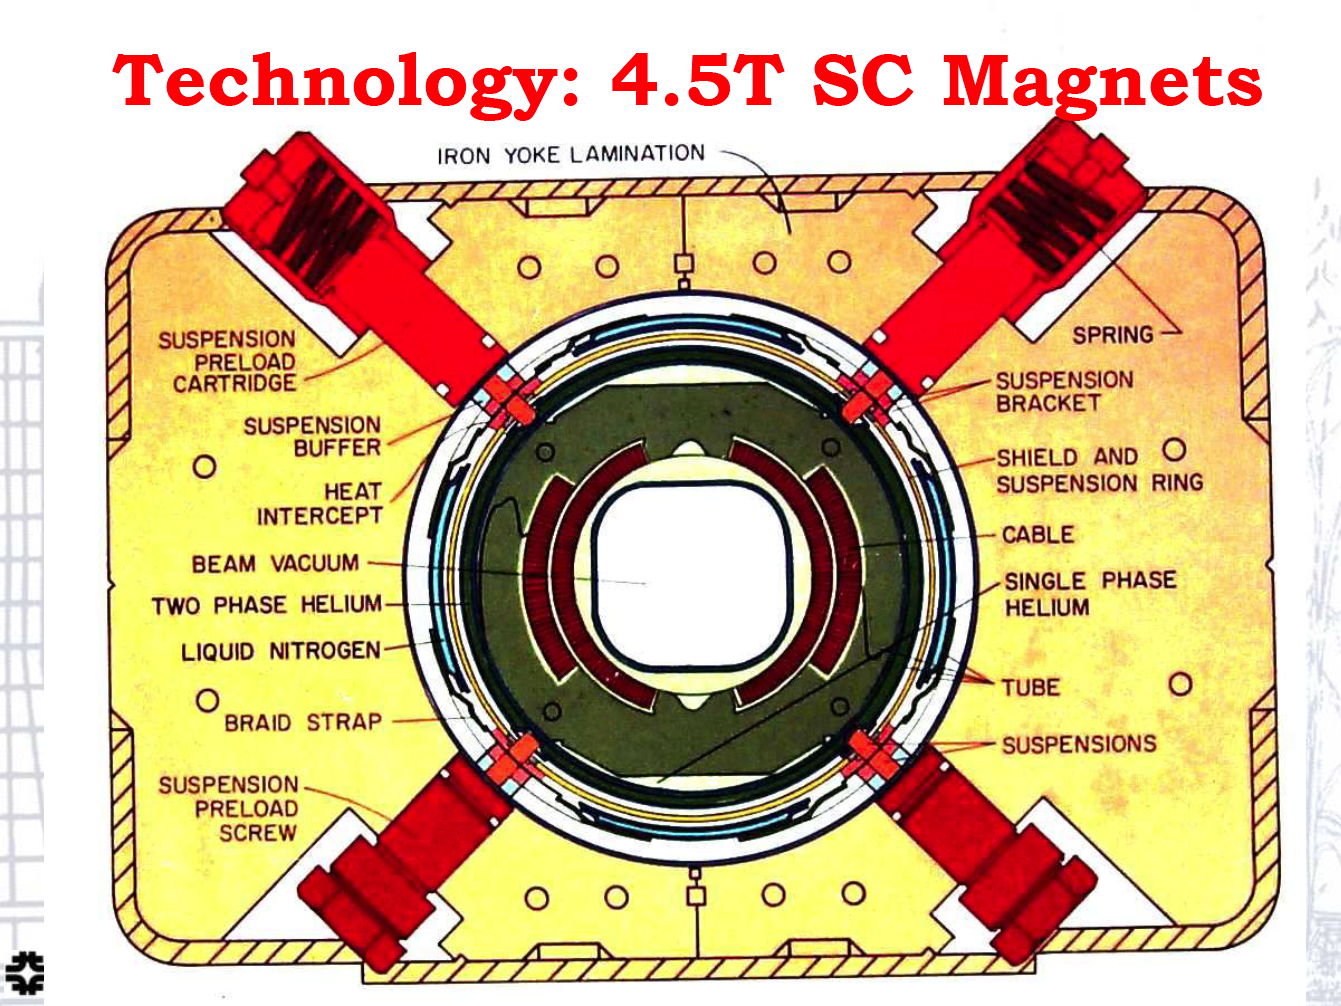 Technology: 4.5T SC Magnets
IRON YOKE LAMINATION
SUSPENSION
PRELOAD
CARTRIDGE
SUSPENSION
BUFFER
HEAT
INTERCEPT
BEAM VACUUM
TWO PHASE HELIUM
LIQUID NITROGEN
BRAID STRAP
SUSPENSION
PRELOAD
SCREW
SPRING
SUSPENSION
BRACKET
SHIELD AND
SUSPENSION RING
CABLE
SINGLE PHASE
HELIUM
TUBE
SUSPENSIONS